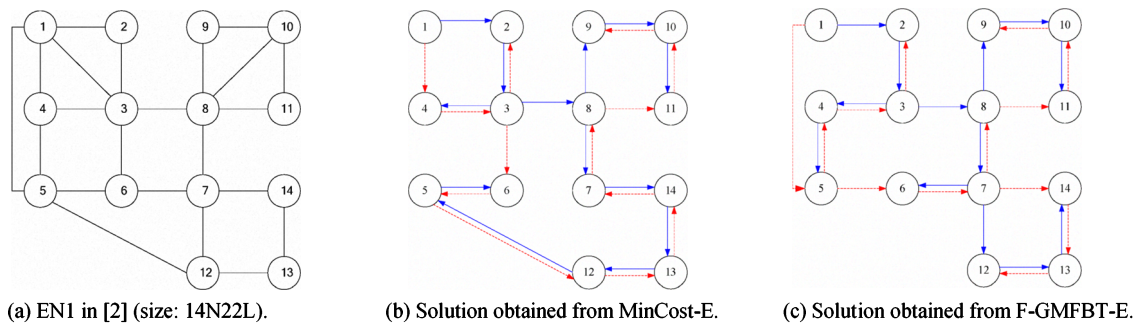 1 2 9 10
4 3 8 11
5 6 7 14
12 13
1 2 9 10
4 3 8 11
5 6 7 14
12 13
1 2 9 10
4 3 8 11
5 6 7 14
12 13
(a) EN1 in [2] (size: 14N22L).
(b) Solution obtained from MinCost-E.
(c) Solution obtained from F-GMFBT-E.